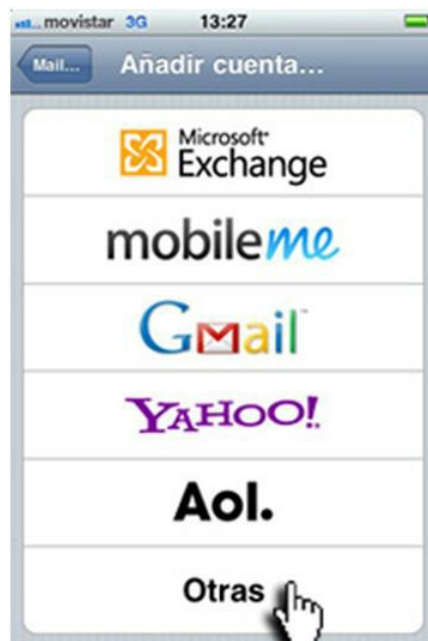 movistar 3G 13:27
Mail... Añadir cuenta...
Microsoft
Exchange
mobileme
Gmail
YAHOO!
Aol.
Otras